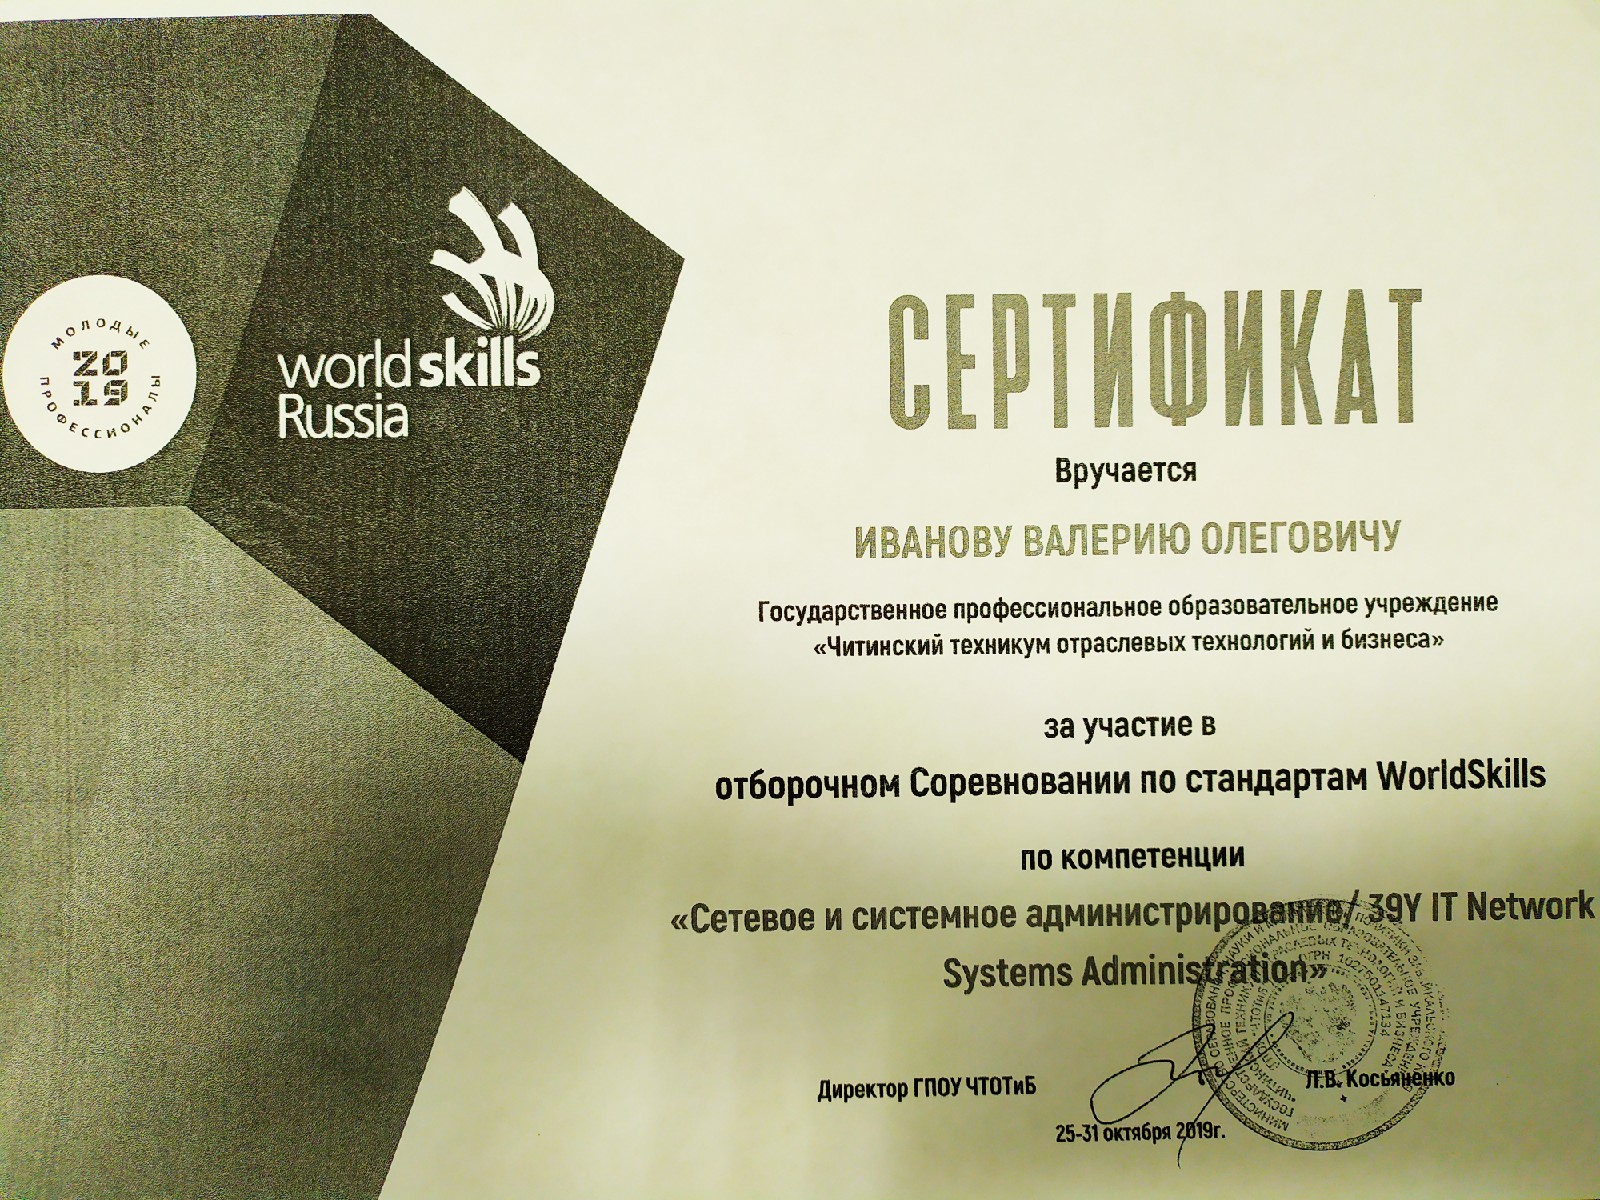 МОЛОДЫЕ
2019
ПРОФЕССИОНАЛЫ
worldskills
Russia
СЕРТИФИКАТ
Вручается
ИВАНОВУ ВАЛЕРИЮ ОЛЕГОВИЧУ
Государственное профессиональное образовательное учреждение
«Читинский техникум отраслевых технологий и бизнеса»
за участие в
отборочном Соревновании по стандартам WorldSkills
по компетенции
«Сетевое и системное администрирование/ 39Y IT Network
Systems Administration»
Директор ГПОУ ЧТОТиБ
Л.В. Косьяненко
25-31 октября 2019г.